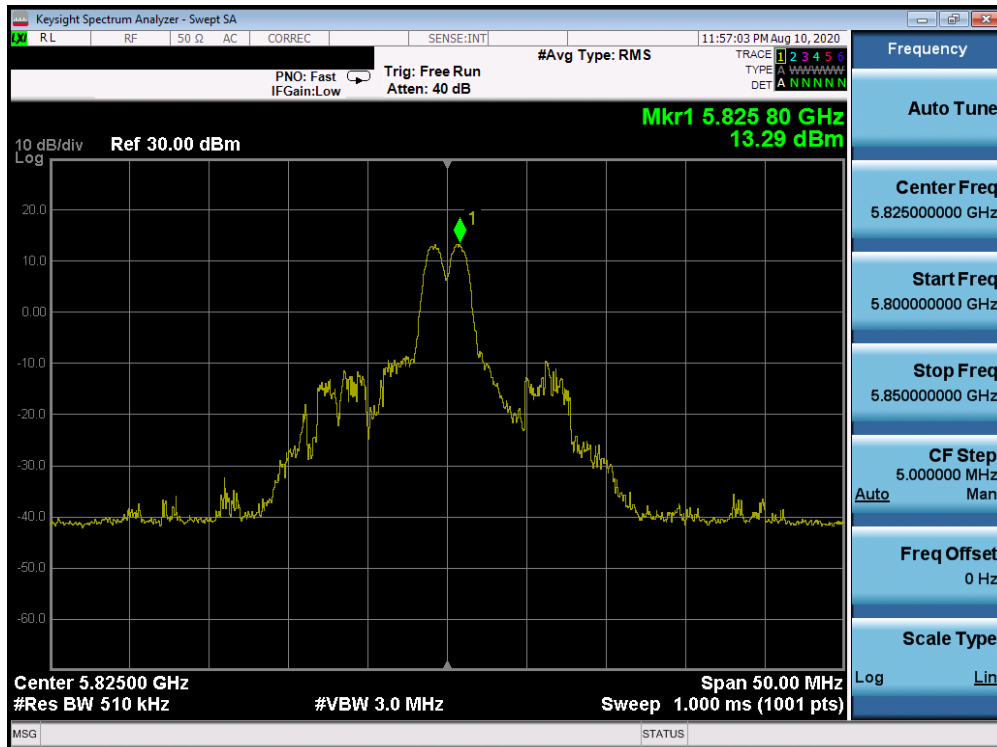 Keysight Spectrum Analyzer - Swept SA
LXI RL RF 50 Ω AC CORREC SENSE:INT 11:57:03 PM Aug 10, 2020
#Avg Type: RMS TRACE 1 2 3 4 5 6
PNO: Fast Trig: Free Run TYPE A WWWWW
IFGain:Low Atten: 40 dB DET A N N N N N
Mkr1 5.825 80 GHz
13.29 dBm
10 dB/div Ref 30.00 dBm
Log
1
20.0
10.0
0.00
-10.0
-20.0
-30.0
-40.0
-50.0
-60.0
Center 5.82500 GHz Span 50.00 MHz
#Res BW 510 kHz #VBW 3.0 MHz Sweep 1.000 ms (1001 pts)
MSG STATUS
Frequency
Auto Tune
Center Freq
5.825000000 GHz
Start Freq
5.800000000 GHz
Stop Freq
5.850000000 GHz
CF Step
5.000000 MHz
Auto Man
Freq Offset
0 Hz
Scale Type
Log Lin